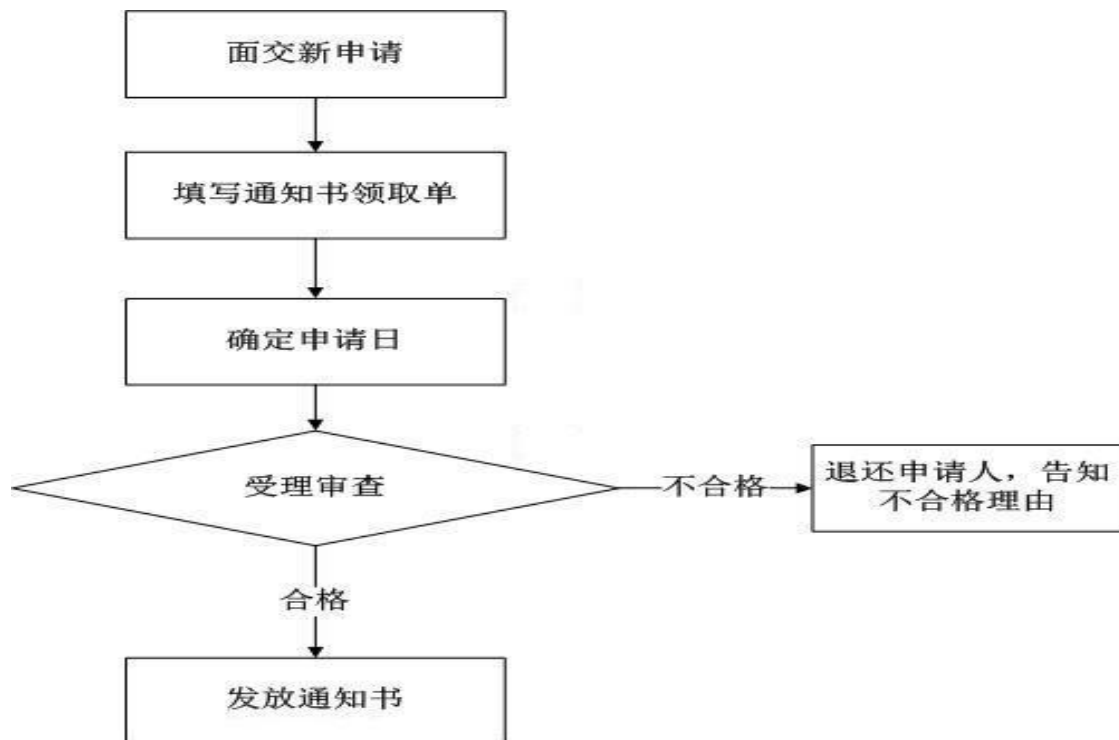 面交新申请
填写通知书领取单
确定申请日
受理审查
不合格
退还申请人，告知
不合格理由
合格
发放通知书